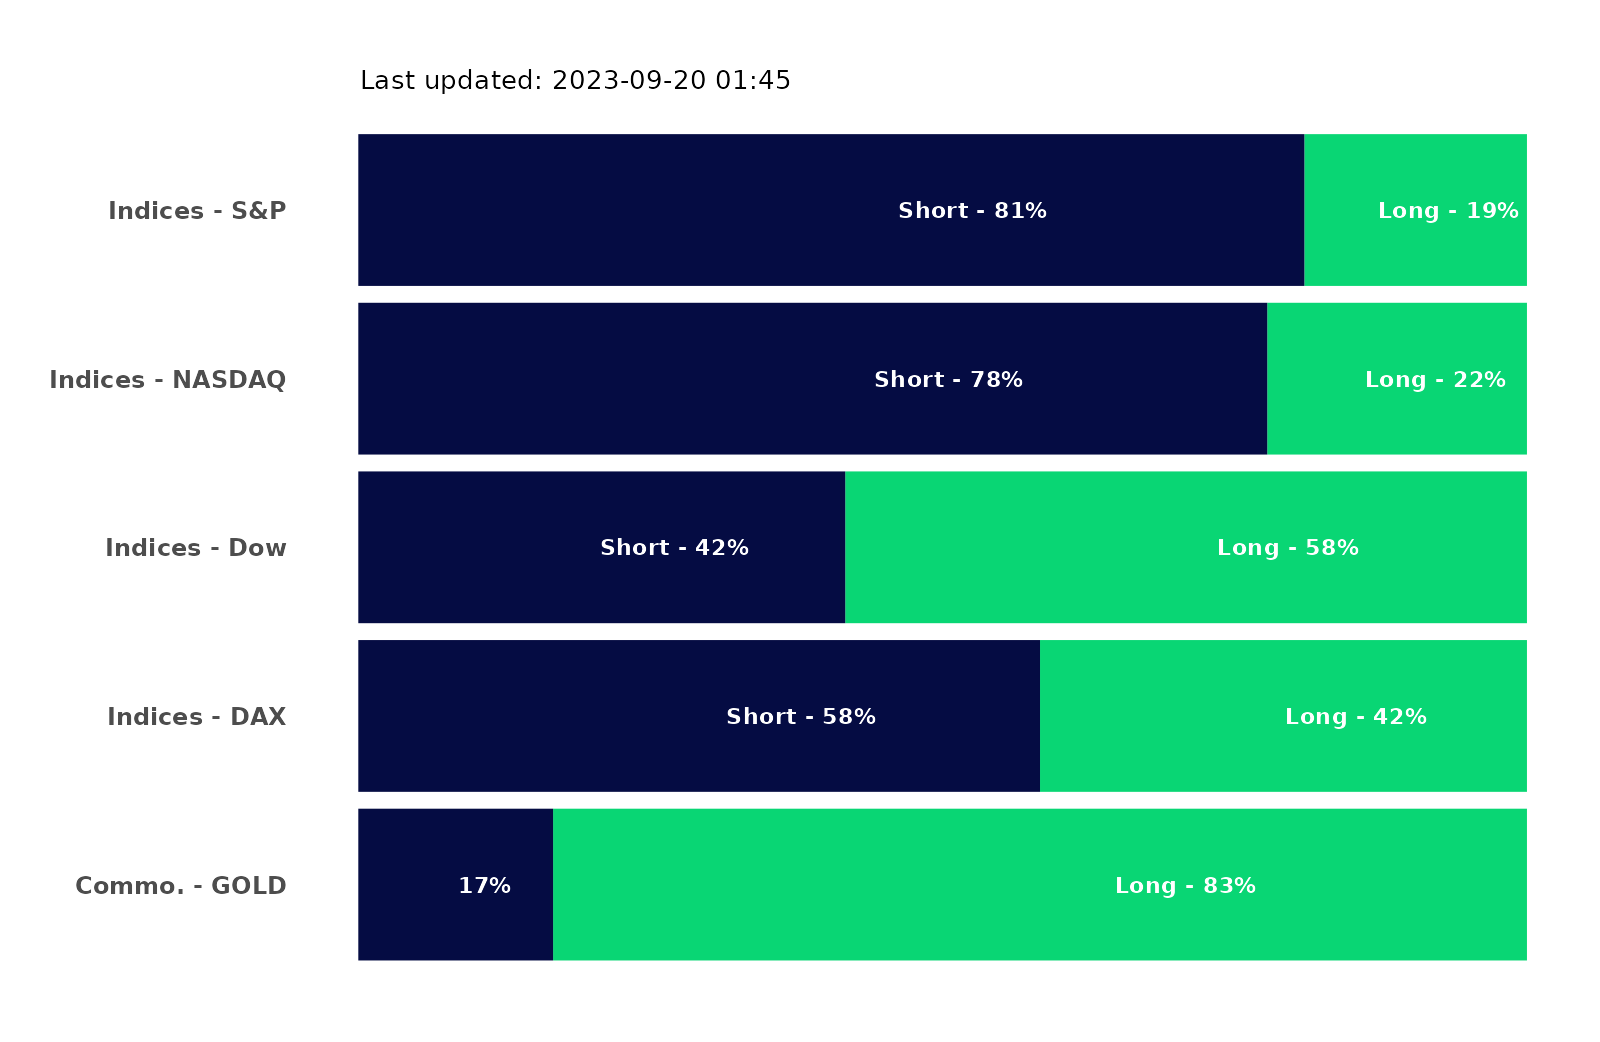 Last updated: 2023-09-20 01:45
Indices - S&P Short - 81% Long - 19%
Indices - NASDAQ Short - 78% Long - 22%
Indices - Dow Short - 42% Long - 58%
Indices - DAX Short - 58% Long - 42%
Commo. - GOLD 17% Long - 83%